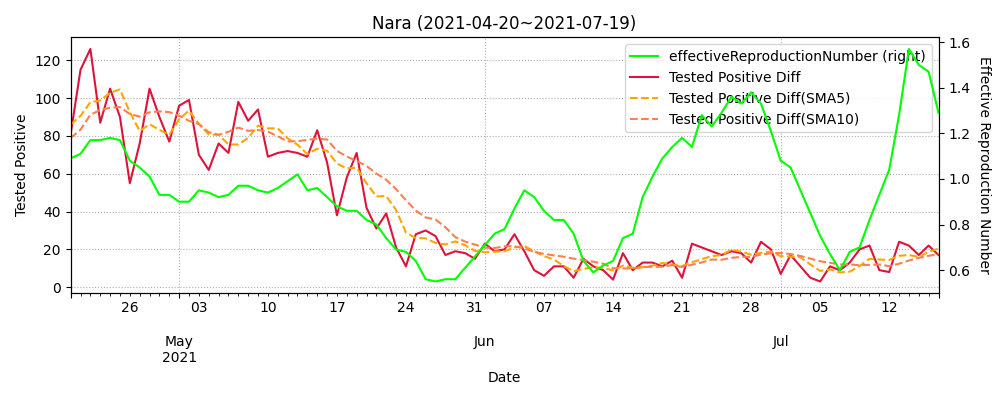 Nara (2021-04-20~2021-07-19)
effectiveReproductionNumber (right)
Tested Positive Diff
Tested Positive Diff(SMA5)
Tested Positive Diff(SMA10)
Tested Positive
120
100
80
60
40
20
0
1.6
1.4
1.2
1.0
0.8
0.6
Effective Reproduction Number
26 03 10 17 24 31 07 14 21 28 05 12
May Jun Jul
2021
Date